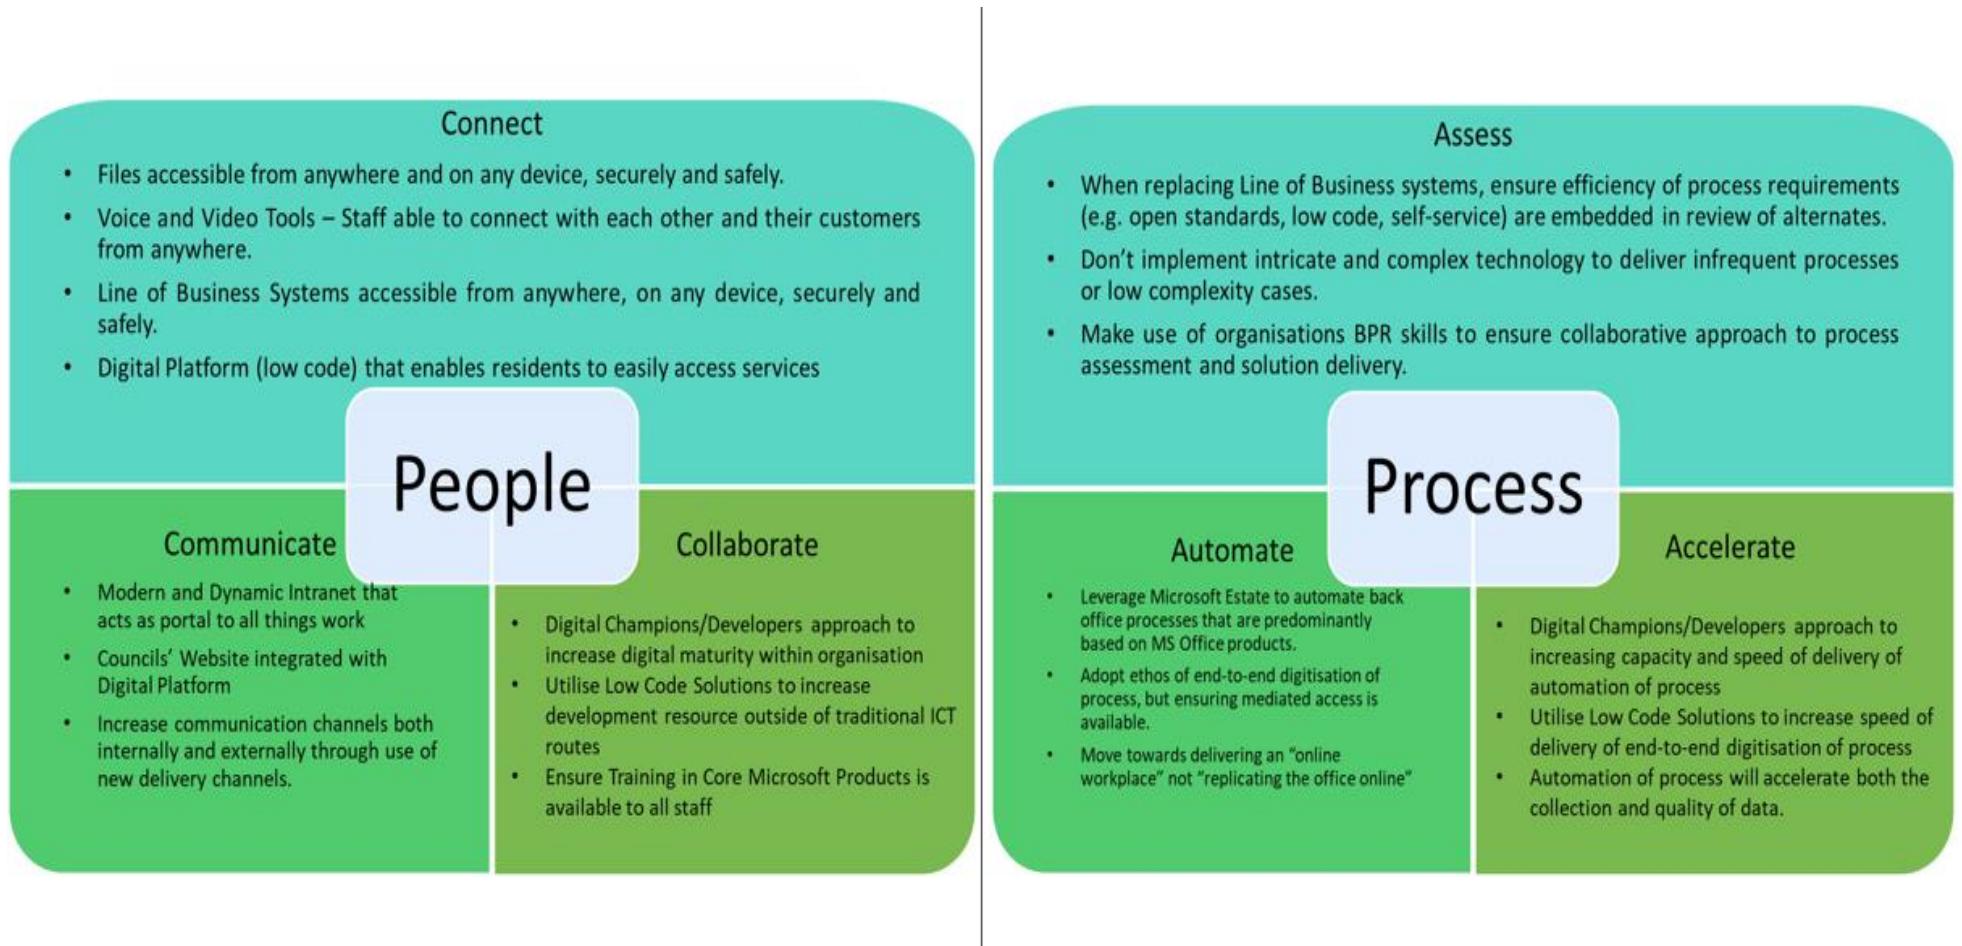 Connect
• Files accessible from anywhere and on any device, securely and safely.
• Voice and Video Tools – Staff able to connect with each other and their customers
from anywhere.
• Line of Business Systems accessible from anywhere, on any device, securely and
safely.
• Digital Platform (low code) that enables residents to easily access services
People
Communicate
• Modern and Dynamic Intranet that
acts as portal to all things work
• Councils’ Website integrated with
Digital Platform
• Increase communication channels both
internally and externally through use of
new delivery channels.
Collaborate
• Digital Champions/Developers approach to
increase digital maturity within organisation
• Utilise Low Code Solutions to increase
development resource outside of traditional ICT
routes
• Ensure Training in Core Microsoft Products is
available to all staff
Assess
• When replacing Line of Business systems, ensure efficiency of process requirements
(e.g. open standards, low code, self-service) are embedded in review of alternates.
• Don’t implement intricate and complex technology to deliver infrequent processes
or low complexity cases.
• Make use of organisations BPR skills to ensure collaborative approach to process
assessment and solution delivery.
Process
Automate
• Leverage Microsoft Estate to automate back
office processes that are predominantly
based on MS Office products.
• Adopt ethos of end-to-end digitisation of
process, but ensuring mediated access is
available.
• Move towards delivering an “online
workplace” not “replicating the office online”
Accelerate
• Digital Champions/Developers approach to
increasing capacity and speed of delivery of
automation of process
• Utilise Low Code Solutions to increase speed of
delivery of end-to-end digitisation of process
• Automation of process will accelerate both the
collection and quality of data.